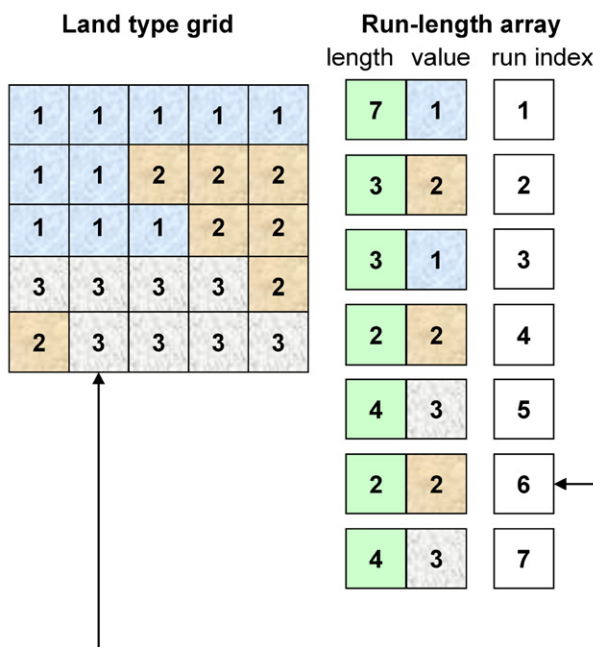 Land type grid
1 1 1 1 1
1 1 2 2 2
1 1 1 2 2
3 3 3 3 2
2 3 3 3 3
Run-length array
length value run index
7 1 1
3 2 2
3 1 3
2 2 4
4 3 5
2 2 6
4 3 7